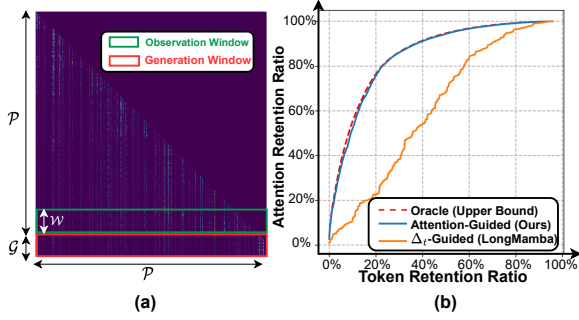 a
Observation Window
Generation Window
𝒫
𝒲
𝒢
𝒫
(a)
b
Attention Retention Ratio
100%
80%
60%
40%
20%
0%
Oracle (Upper Bound)
Attention-Guided (Ours)
Δₜ-Guided (LongMamba)
0% 20% 40% 60% 80% 100%
Token Retention Ratio
(b)